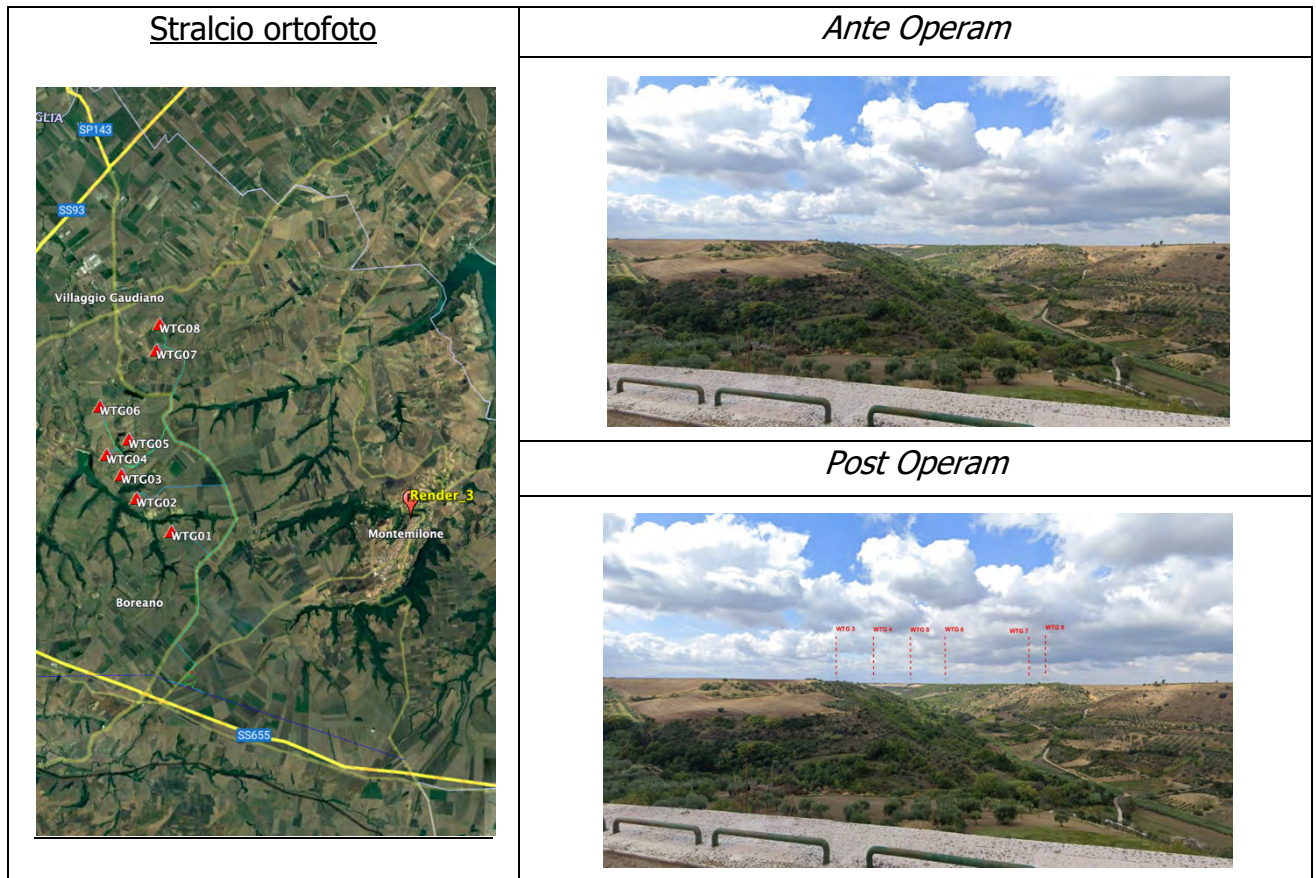 Stralcio ortofoto
GLIA
SP143
SS93
Villaggio Gaudiano
WTG08
WTG07
WTG06
WTG05
WTG04
WTG03
WTG02
WTG01
Render_3
Montemilone
Boreano
SS655
Ante Operam
Post Operam
WTG 3
WTG 4
WTG 5
WTG 6
WTG 7
WTG 8